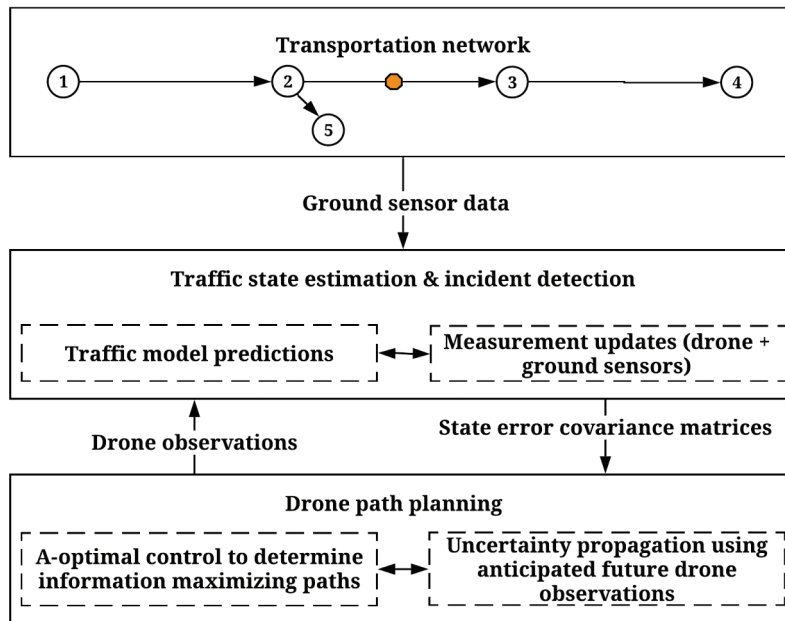 Transportation network
1
2
3
4
5
Ground sensor data
Traffic state estimation & incident detection
Traffic model predictions
Measurement updates (drone +
ground sensors)
Drone observations
State error covariance matrices
Drone path planning
A-optimal control to determine
information maximizing paths
Uncertainty propagation using
anticipated future drone
observations